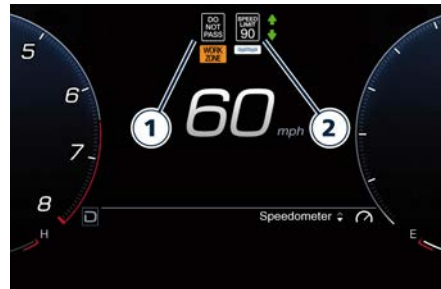 DO
NOT
PASS
WORK
ZONE
SPEED
LIMIT
90
5
6
7
8
H
1
60 mph
2
D
Speedometer
E